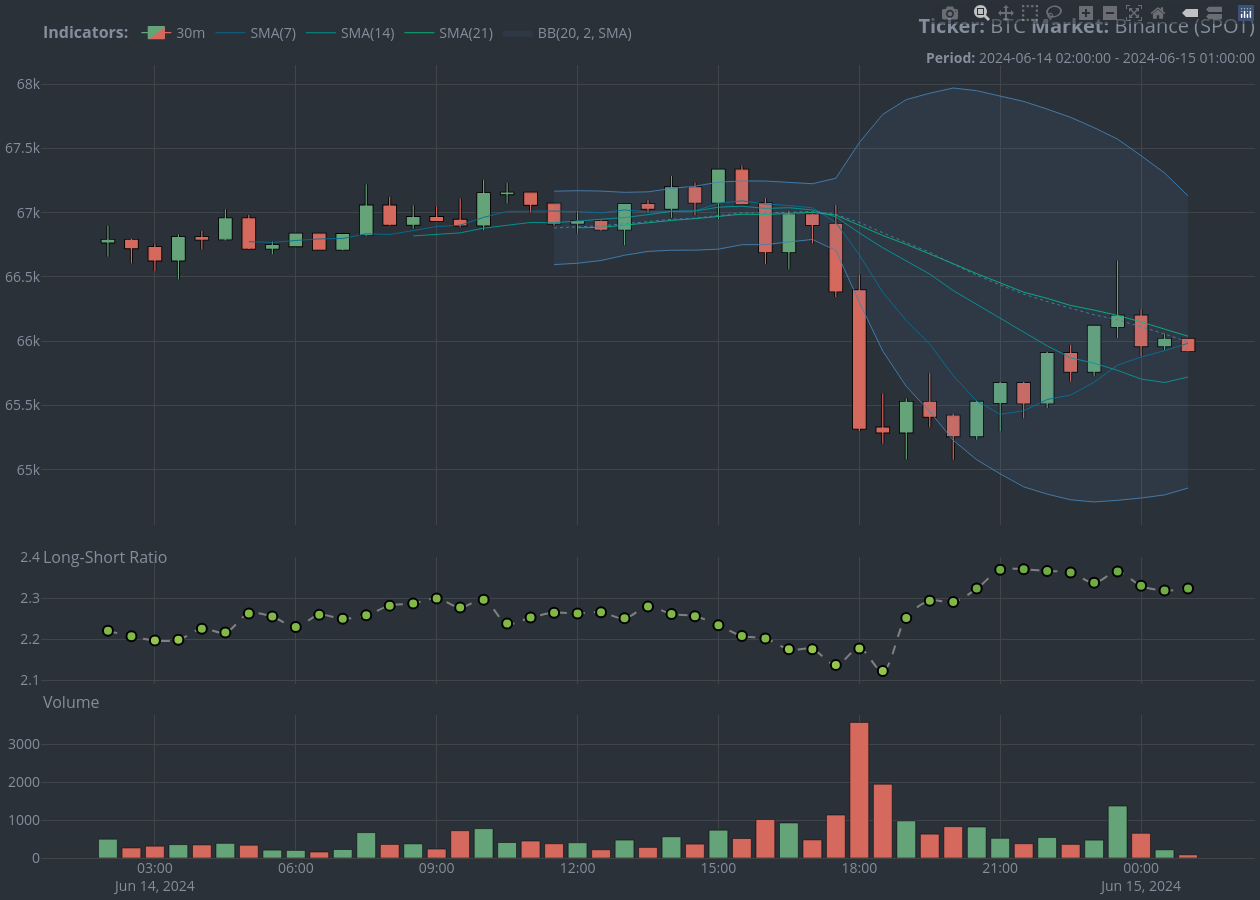 Indicators: 30m SMA(7) SMA(14) SMA(21) BB(20, 2, SMA)
Ticker: BTC Market: Binance (SPOT)
Period: 2024-06-14 02:00:00 - 2024-06-15 01:00:00
68k
67.5k
67k
66.5k
66k
65.5k
65k
Long-Short Ratio
2.4
2.3
2.2
2.1
Volume
3000
2000
1000
0
03:00 06:00 09:00 12:00 15:00 18:00 21:00 00:00
Jun 14, 2024 Jun 15, 2024